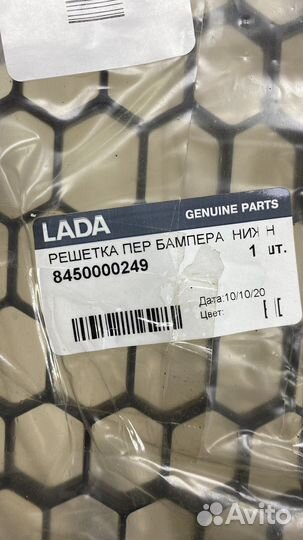 LADA GENUINE PARTS
РЕШЕТКА ПЕР БАМПЕРА НИЖН
8450000249 1 шт.
Дата:10/10/20
Цвет:
Avito